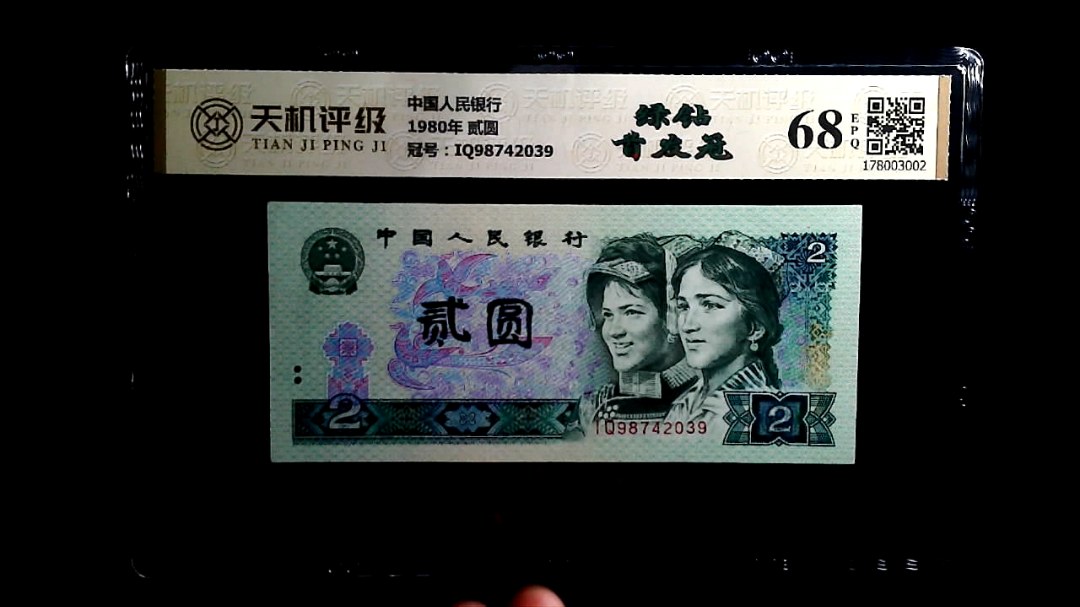 天机评级
TIAN JI PING JI
中国人民银行
1980年 贰圆
冠号：IQ98742039
绿钻
首发冠
68
EPQ
178003002
中国人民银行
2
贰圆
2
IQ98742039
2